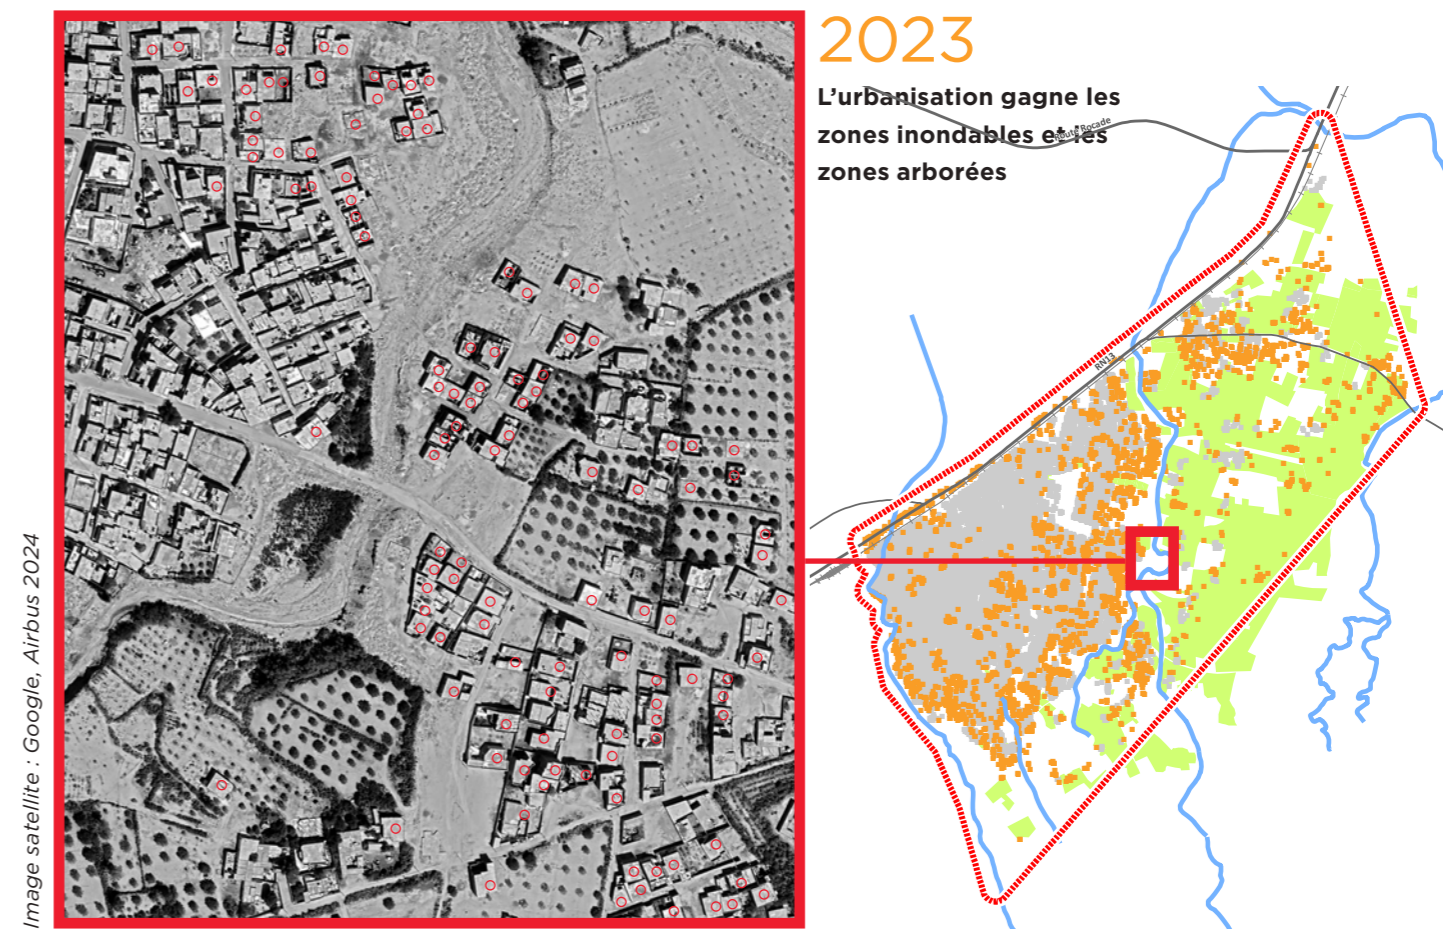 2023
L'urbanisation gagne les
zones inondables et les
zones arborées
Route Rocade
RN13
Image satellite : Google, Airbus 2024